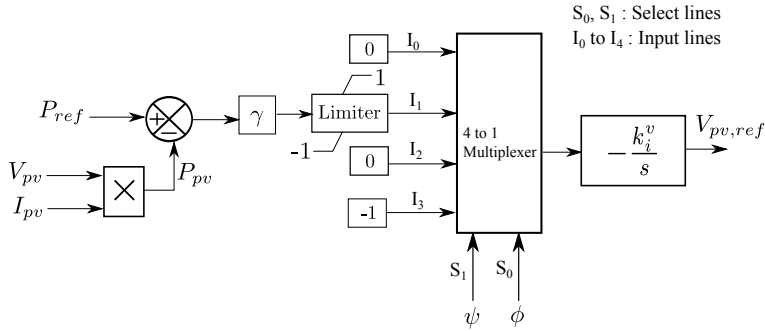 S₀, S₁ : Select lines
I₀ to I₄ : Input lines
0
I₀
1
P_ref
+
−
γ
Limiter
I₁
-1
4 to 1
Multiplexer
−k_i^v/s
V_pv,ref
0
I₂
V_pv
I_pv
×
P_pv
-1
I₃
S₁
S₀
ψ
ϕ